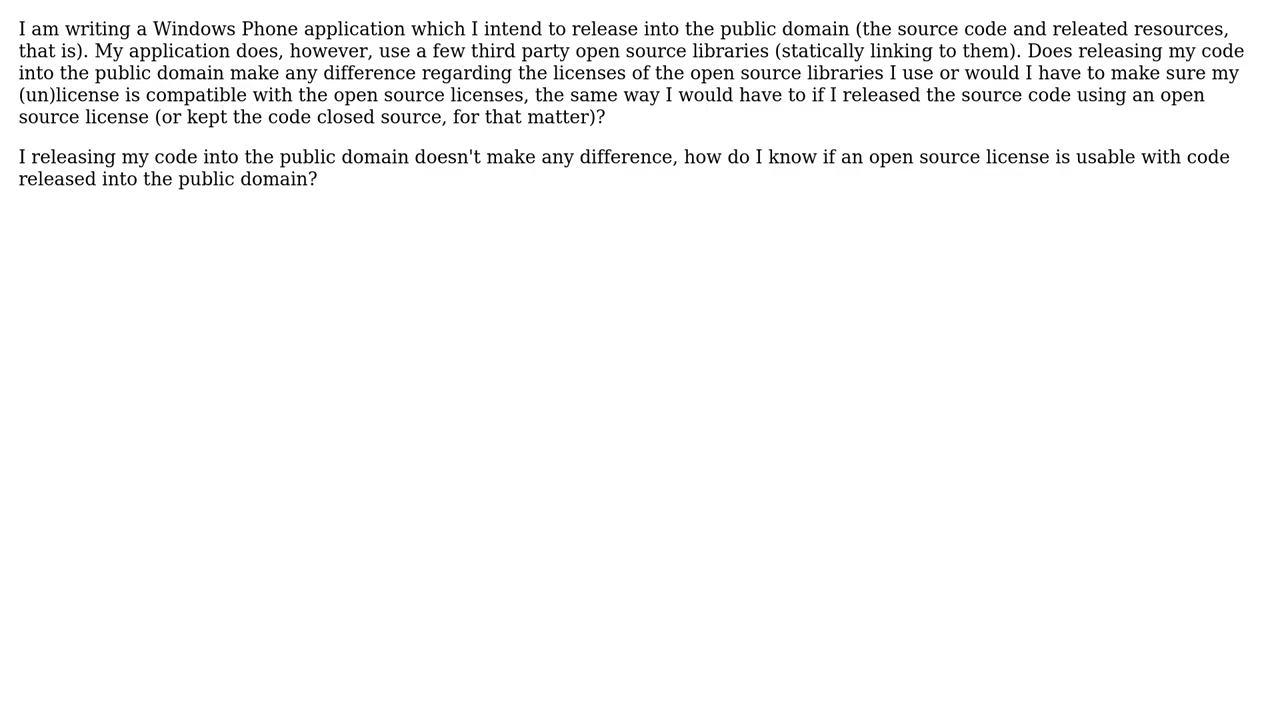 I am writing a Windows Phone application which I intend to release into the public domain (the source code and releated resources,
that is). My application does, however, use a few third party open source libraries (statically linking to them). Does releasing my code
into the public domain make any difference regarding the licenses of the open source libraries I use or would I have to make sure my
(un)license is compatible with the open source licenses, the same way I would have to if I released the source code using an open
source license (or kept the code closed source, for that matter)?
I releasing my code into the public domain doesn't make any difference, how do I know if an open source license is usable with code
released into the public domain?